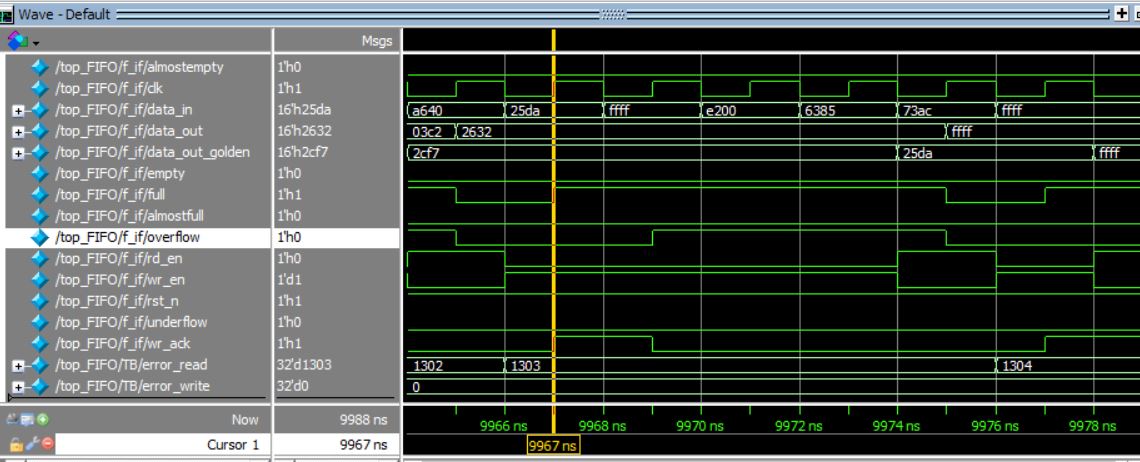 Wave - Default
Msgs
/top_FIFO/f_if/almostempty 1'h0
/top_FIFO/f_if/clk 1'h1
/top_FIFO/f_if/data_in 16'h25da a640 25da ffff e200 6385 73ac ffff
/top_FIFO/f_if/data_out 16'h2632 03c2 2632 ffff
/top_FIFO/f_if/data_out_golden 16'h2cf7 2cf7 25da ffff
/top_FIFO/f_if/empty 1'h0
/top_FIFO/f_if/full 1'h1
/top_FIFO/f_if/almostfull 1'h0
/top_FIFO/f_if/overflow 1'h0
/top_FIFO/f_if/rd_en 1'h0
/top_FIFO/f_if/wr_en 1'd1
/top_FIFO/f_if/rst_n 1'h1
/top_FIFO/f_if/underflow 1'h0
/top_FIFO/f_if/wr_ack 1'h1
/top_FIFO/TB/error_read 32'd1303 1302 1303 1304
/top_FIFO/TB/error_write 32'd0 0
Now 9988 ns 9966 ns 9968 ns 9970 ns 9972 ns 9974 ns 9976 ns 9978 ns
Cursor 1 9967 ns 9967 ns